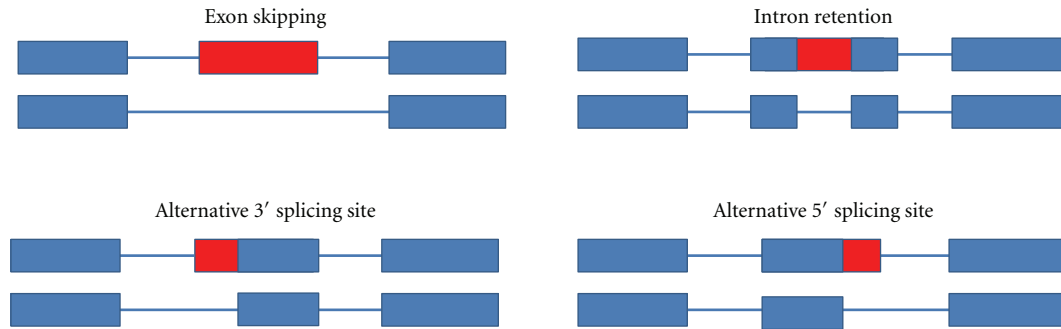 Exon skipping
Intron retention
Alternative 3′ splicing site
Alternative 5′ splicing site